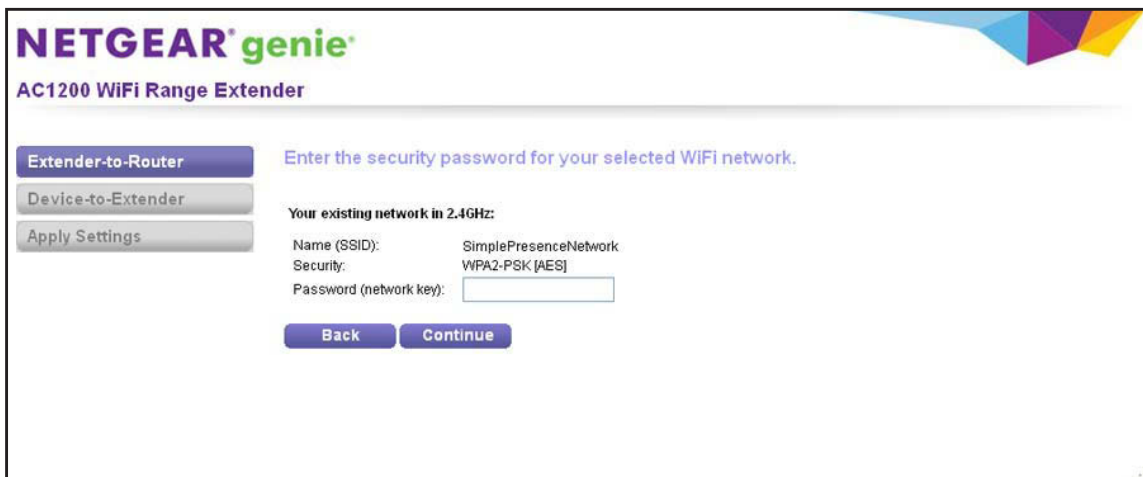 NETGEAR® genie®
AC1200 WiFi Range Extender
Extender-to-Router
Device-to-Extender
Apply Settings
Enter the security password for your selected WiFi network.
Your existing network in 2.4GHz:
Name (SSID): SimplePresenceNetwork
Security: WPA2-PSK [AES]
Password (network key):
Back Continue